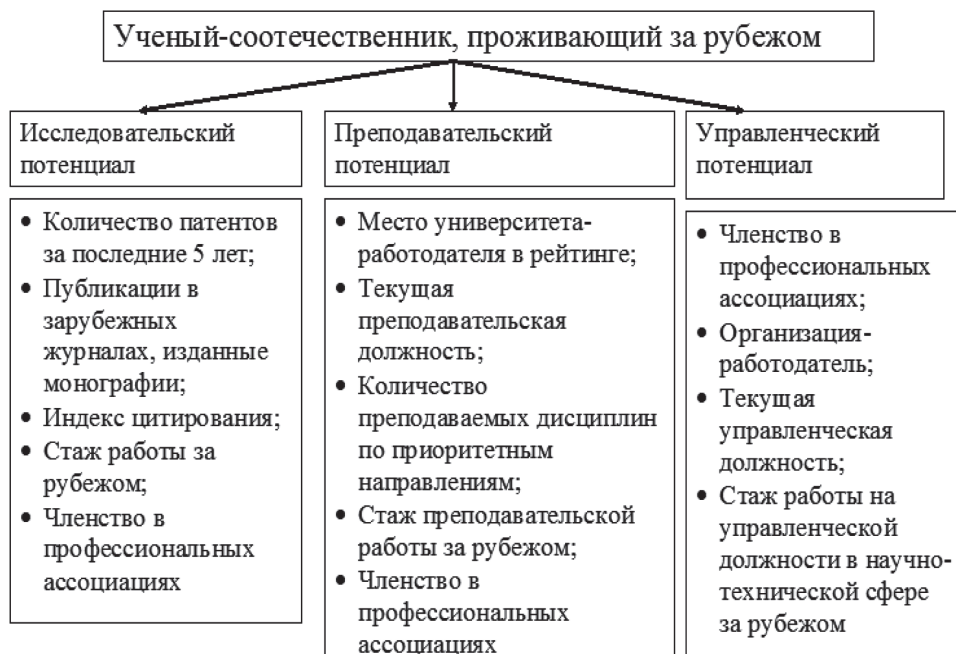 Ученый-соотечественник, проживающий за рубежом
Исследовательский
потенциал
• Количество патентов
за последние 5 лет;
• Публикации в
зарубежных
журналах, изданные
монографии;
• Индекс цитирования;
• Стаж работы за
рубежом;
• Членство в
профессиональных
ассоциациях
Преподавательский
потенциал
• Место университета-
работодателя в рейтинге;
• Текущая
преподавательская
должность;
• Количество
преподаваемых дисциплин
по приоритетным
направлениям;
• Стаж преподавательской
работы за рубежом;
• Членство в
профессиональных
ассоциациях
Управленческий
потенциал
• Членство в
профессиональных
ассоциациях;
• Организация-
работодатель;
• Текущая
управленческая
должность;
• Стаж работы на
управленческой
должности в научно-
технической сфере
за рубежом